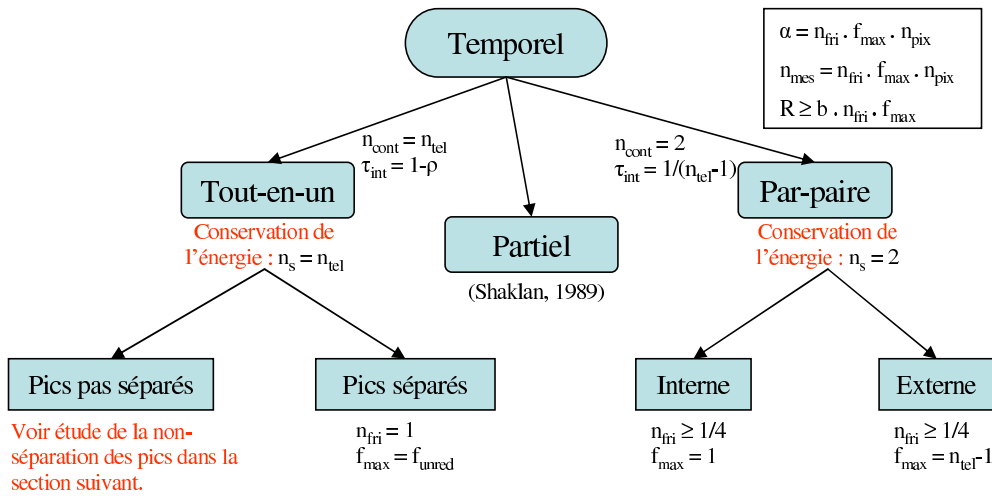 Temporel
α = n_fri . f_max . n_pix
n_mes = n_fri . f_max . n_pix
R ≥ b . n_fri . f_max
n_cont = n_tel
τ_int = 1-ρ
n_cont = 2
τ_int = 1/(n_tel-1)
Tout-en-un
Conservation de
l'énergie : n_s = n_tel
Partiel
(Shaklan, 1989)
Par-paire
Conservation de
l'énergie : n_s = 2
Pics pas séparés
Voir étude de la non-
séparation des pics dans la
section suivant.
Pics séparés
n_fri = 1
f_max = f_unred
Interne
n_fri ≥ 1/4
f_max = 1
Externe
n_fri ≥ 1/4
f_max = n_tel-1